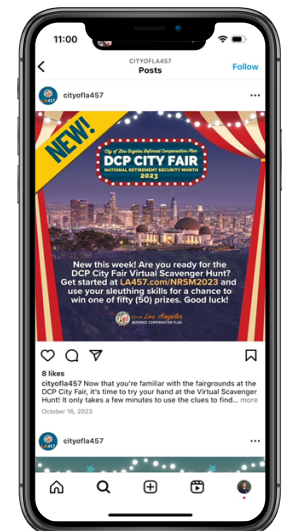 11:00
CITYOFLA457
Posts
Follow
cityofla457
NEW!
City of Los Angeles Deferred Compensation Plan
DCP CITY FAIR
NATIONAL RETIREMENT SECURITY MONTH
2023
New this week! Are you ready for the
DCP City Fair Virtual Scavenger Hunt?
Get started at LA457.com/NRSM2023 and
use your sleuthing skills for a chance to
win one of fifty (50) prizes. Good luck!
CITY OF Los Angeles
DEFERRED COMPENSATION PLAN
8 likes
cityofla457 Now that you're familiar with the fairgrounds at the
DCP City Fair, it's time to try your hand at the Virtual Scavenger
Hunt! It only takes a few minutes to use the clues to find... more
October 16, 2023
cityofla457